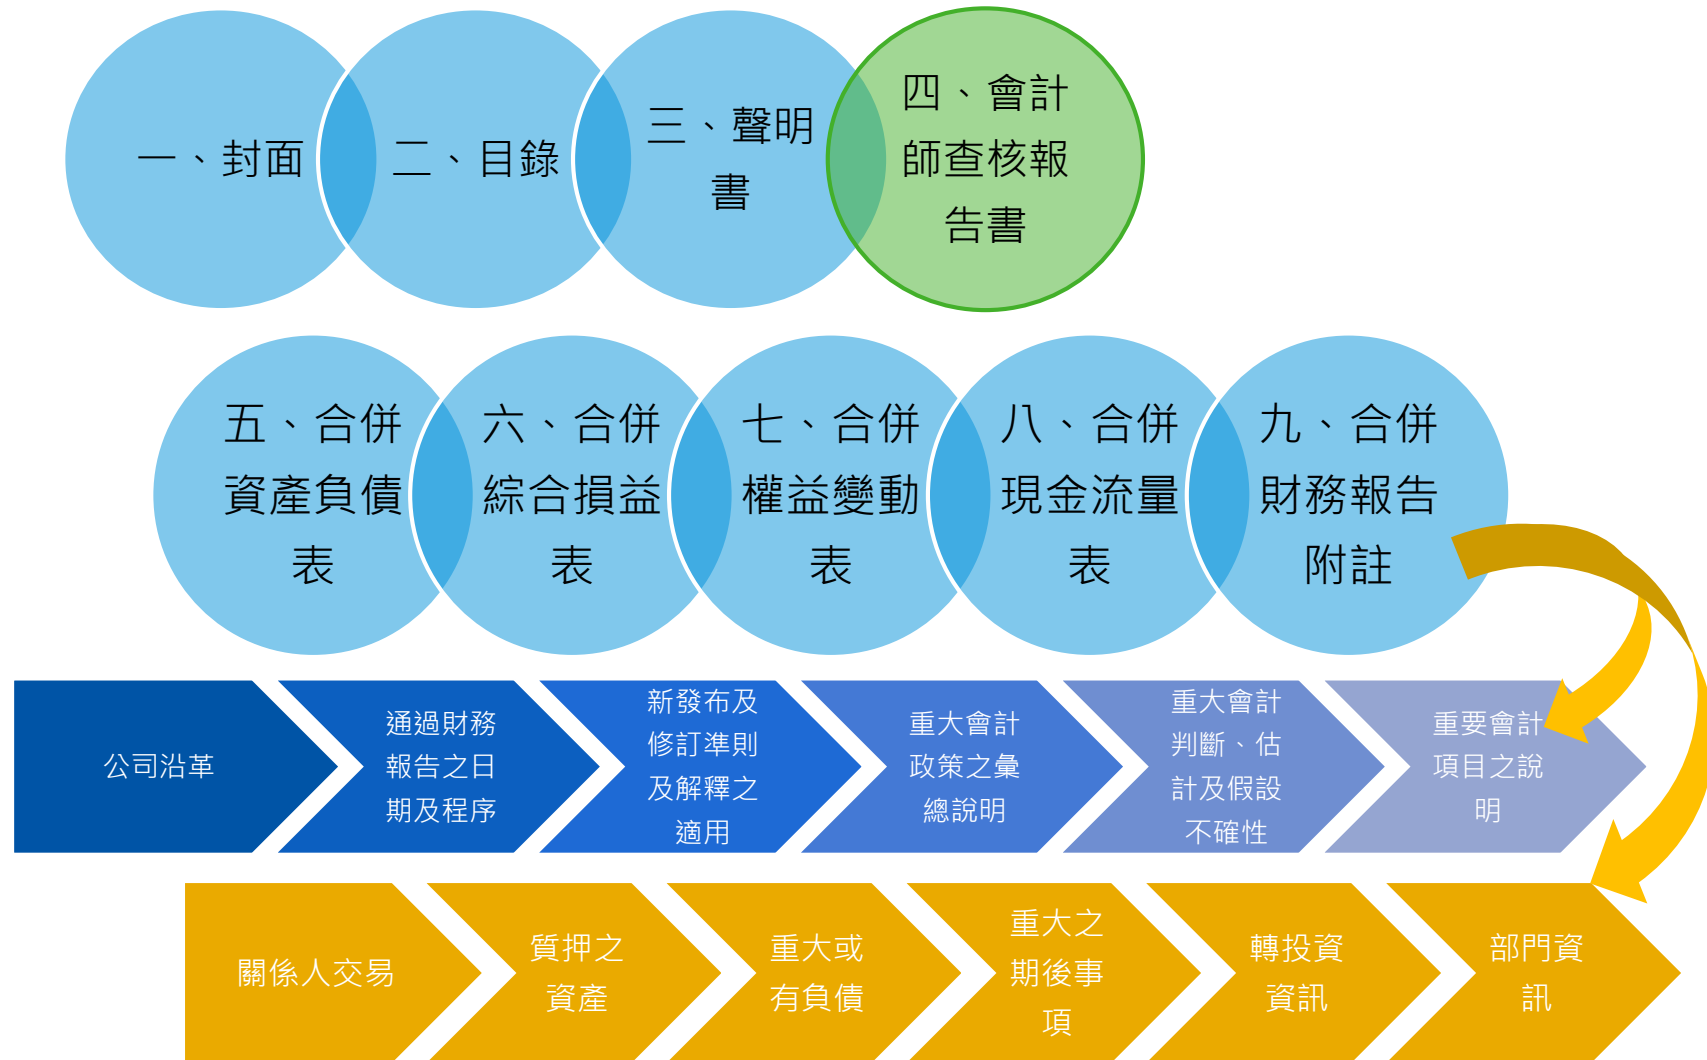 一、封面
二、目錄
三、聲明
書
四、會計
師查核報
告書
五、合併
資產負債
表
六、合併
綜合損益
表
七、合併
權益變動
表
八、合併
現金流量
表
九、合併
財務報告
附註
公司沿革
通過財務
報告之日
期及程序
新發布及
修訂準則
及解釋之
適用
重大會計
政策之彙
總說明
重大會計
判斷、估
計及假設
不確性
重要會計
項目之說
明
關係人交易
質押之
資產
重大或
有負債
重大之
期後事
項
轉投資
資訊
部門資
訊